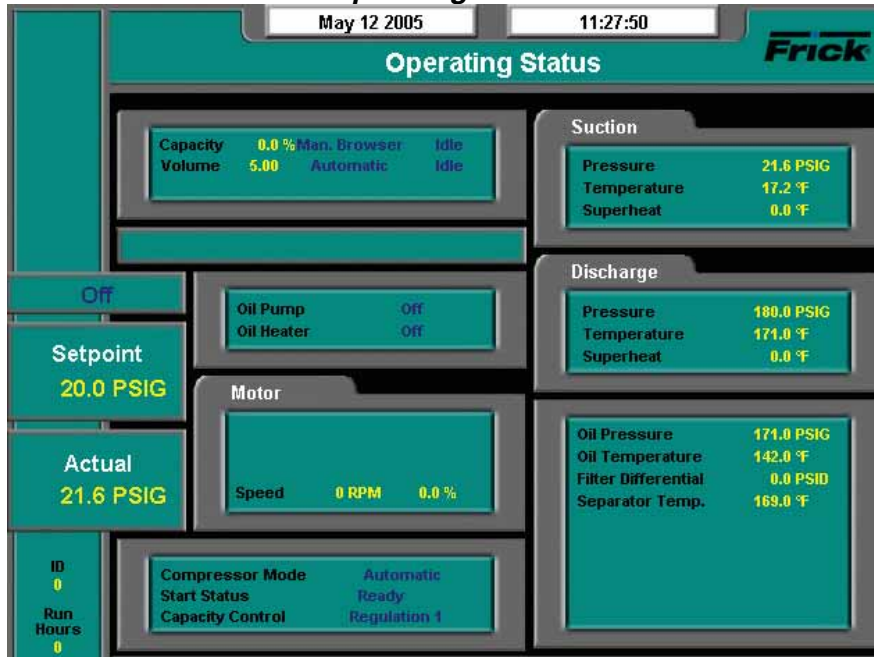 May 12 2005 11:27:50
Operating Status
Frick
Capacity 0.0 % Man. Browser Idle
Volume 5.00 Automatic Idle
Suction
Pressure 21.6 PSIG
Temperature 17.2 °F
Superheat 0.0 °F
Off
Setpoint
20.0 PSIG
Actual
21.6 PSIG
ID
0
Run
Hours
0
Oil Pump Off
Oil Heater Off
Motor
Speed 0 RPM 0.0 %
Compressor Mode Automatic
Start Status Ready
Capacity Control Regulation 1
Discharge
Pressure 180.0 PSIG
Temperature 171.0 °F
Superheat 0.0 °F
Oil Pressure 171.0 PSIG
Oil Temperature 142.0 °F
Filter Differential 0.0 PSID
Separator Temp. 169.0 °F